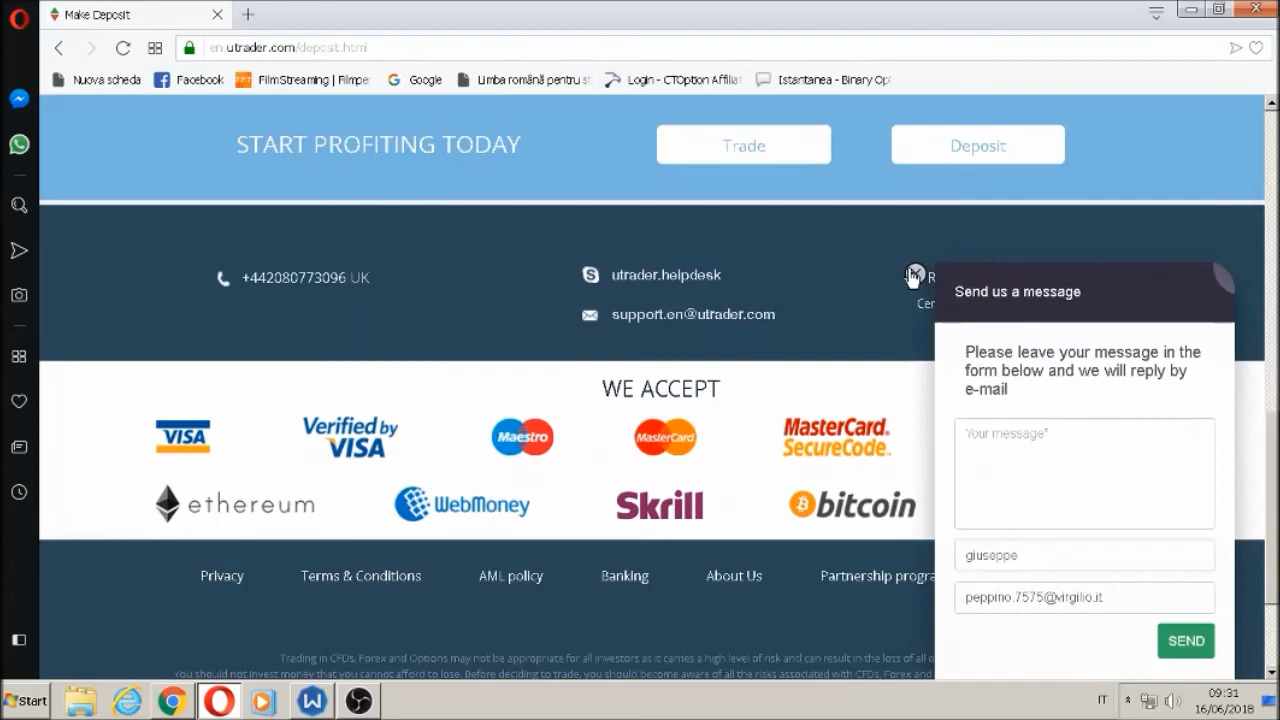 Make Deposit
en.utrader.com/depost.html
Nuova scheda
Facebook
FilmStreaming | Filmpe
Google
Limba română pentru st
Login - CTOption Affilia
Istantanea - Binary Op
START PROFITING TODAY
Trade
Deposit
+442080773096 UK
utrader.helpdesk
support.en@utrader.com
R
Cer
Send us a message
Please leave your message in the
form below and we will reply by
e-mail
Your message*
giuseppe
peppino.7575@virgilio.it
SEND
WE ACCEPT
VISA
Verified by
VISA
Maestro
MasterCard
MasterCard.
SecureCode.
ethereum
WebMoney
Skrill
bitcoin
Privacy
Terms & Conditions
AML policy
Banking
About Us
Partnership progra
Trading in CFDs, Forex and Options may not be appropriate for all investors as it carries a high level of risk and can result in the loss of all o
You should not invest money that you cannot afford to lose. Before deciding to trade, you should become aware of all the risks associated with CFDs, Forex and
Start
IT
09:31
16/06/2018